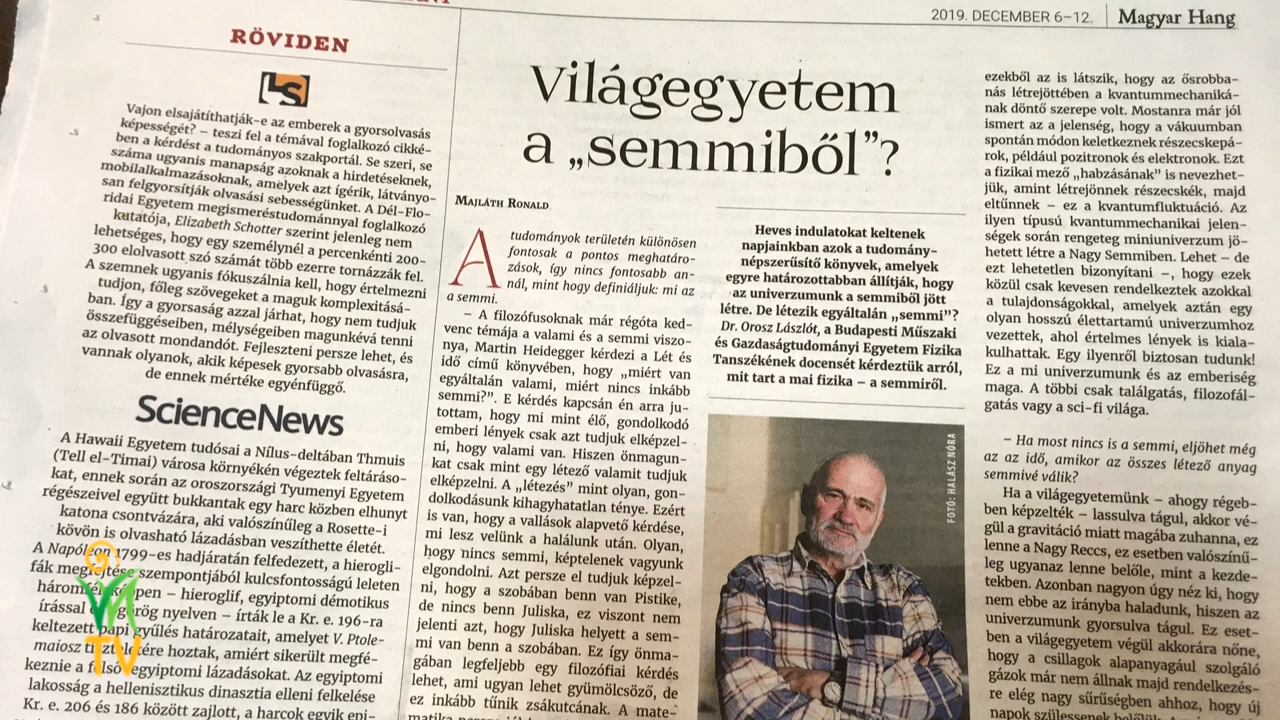 2019. DECEMBER 6–12. Magyar Hang
RÖVIDEN
LS
Vajon elsajátíthatják-e az emberek a gyorsolvasás
képességét? – teszi fel a témával foglalkozó cikké-
ben a kérdést a tudományos szakportál. Se szeri, se
száma ugyanis manapság azoknak a hirdetéseknek,
mobilalkalmazásoknak, amelyek azt ígérik, látványo-
san felgyorsítják olvasási sebességünket. A Dél-Flo-
ridai Egyetem megismeréstudománnyal foglalkozó
kutatója, Elizabeth Schotter szerint jelenleg nem
lehetséges, hogy egy személynél a percenkénti 200-
300 elolvasott szó számát több ezerre tornázzák fel.
A szemnek ugyanis fókuszálnia kell, hogy értelmezni
tudjon, főleg szövegeket a maguk komplexitásá-
ban. Így a gyorsaság azzal járhat, hogy nem tudjuk
összefüggéseiben, mélységeiben magunkévá tenni
az olvasott mondandót. Fejleszteni persze lehet, és
vannak olyanok, akik képesek gyorsabb olvasásra,
de ennek mértéke egyénfüggő.
ScienceNews
A Hawaii Egyetem tudósai a Nílus-deltában Thmuis
(Tell el-Timai) városa környékén végeztek feltáráso-
kat, ennek során az oroszországi Tyumenyi Egyetem
régészeivel együtt bukkantak egy harc közben elhunyt
katona csontvázára, aki valószínűleg a Rosette-i
kövön is olvasható lázadásban veszíthette életét.
A Napóleon 1799-es hadjáratán felfedezett, a hierogli-
fák megfejtése szempontjából kulcsfontosságú leleten
háromféleképpen – hieroglif, egyiptomi démotikus
írással és görög nyelven – írták le a Kr. e. 196-ra
keltezett papi gyűlés határozatait, amelyet V. Ptole-
maiosz tiszteletére hoztak, amiért sikerült megfé-
keznie a felső-egyiptomi lázadásokat. Az egyiptomi
lakosság a hellenisztikus dinasztia elleni felkelése
Kr. e. 206 és 186 között zajlott, a harcok egyik epi-
TV
Világegyetem
a „semmiből”?
MAJLÁTH RONALD
A tudományok területén különösen
fontosak a pontos meghatáro-
zások, így nincs fontosabb an-
nál, mint hogy definiáljuk: mi az
a semmi.
– A filozófusoknak már régóta ked-
venc témája a valami és a semmi viszo-
nya, Martin Heidegger kérdezi a Lét és
idő című könyvében, hogy „miért van
egyáltalán valami, miért nincs inkább
semmi?”. E kérdés kapcsán én arra ju-
tottam, hogy mi mint élő, gondolkodó
emberi lények csak azt tudjuk elképzel-
ni, hogy valami van. Hiszen önmagun-
kat csak mint egy létező valamit tudjuk
elképzelni. A „létezés” mint olyan, gon-
dolkodásunk kihagyhatatlan ténye. Ezért
is van, hogy a vallások alapvető kérdése,
mi lesz velünk a halálunk után. Olyan,
hogy nincs semmi, képtelenek vagyunk
elgondolni. Azt persze el tudjuk képzel-
ni, hogy a szobában benn van Pistike,
de nincs benn Juliska, ez viszont nem
jelenti azt, hogy Juliska helyett a sem-
mi van benn a szobában. Ez így önma-
gában legfeljebb egy filozófiai kérdés
lehet, ami ugyan lehet gyümölcsöző, de
ez inkább tűnik zsákutcának. A mate-
Heves indulatokat keltenek
napjainkban azok a tudomány-
népszerűsítő könyvek, amelyek
egyre határozottabban állítják, hogy
az univerzumunk a semmiből jött
létre. De létezik egyáltalán „semmi”?
Dr. Orosz Lászlót, a Budapesti Műszaki
és Gazdaságtudományi Egyetem Fizika
Tanszékének docensét kérdeztük arról,
mit tart a mai fizika – a semmiről.
FOTÓ: HALÁSZ NÓRA
ezekből az is látszik, hogy az ősrobba-
nás létrejöttében a kvantummechaniká-
nak döntő szerepe volt. Mostanra már jól
ismert az a jelenség, hogy a vákuumban
spontán módon keletkeznek részecskepá-
rok, például pozitronok és elektronok. Ezt
a fizikai mező „habzásának” is nevezhet-
jük, amint létrejönnek részecskék, majd
eltűnnek – ez a kvantumfluktuáció. Az
ilyen típusú kvantummechanikai jelen-
ségek során rengeteg miniuniverzum jö-
hetett létre a Nagy Semmiben. Lehet – de
ezt lehetetlen bizonyítani –, hogy ezek
közül csak kevesen rendelkeztek azokkal
a tulajdonságokkal, amelyek aztán egy
olyan hosszú élettartamú univerzumhoz
vezettek, ahol értelmes lények is kiala-
kulhattak. Egy ilyenről biztosan tudunk!
Ez a mi univerzumunk és az emberiség
maga. A többi csak találgatás, filozofál-
gatás vagy a sci-fi világa.
– Ha most nincs is a semmi, eljöhet még
az az idő, amikor az összes létező anyag
semmivé válik?
Ha a világegyetemünk – ahogy régeb-
ben képzelték – lassulva tágul, akkor vé-
gül a gravitáció miatt magába zuhanna, ez
lenne a Nagy Reccs, ez esetben valószínű-
leg ugyanaz lenne belőle, mint a kezde-
tekben. Azonban nagyon úgy néz ki, hogy
nem ebbe az irányba haladunk, hiszen az
univerzumunk gyorsulva tágul. Ez eset-
ben a világegyetem végül akkorára nőne,
hogy a csillagok alapanyagául szolgáló
gázok már nem állnak majd rendelkezés-
re elég nagy sűrűségben ahhoz, hogy új